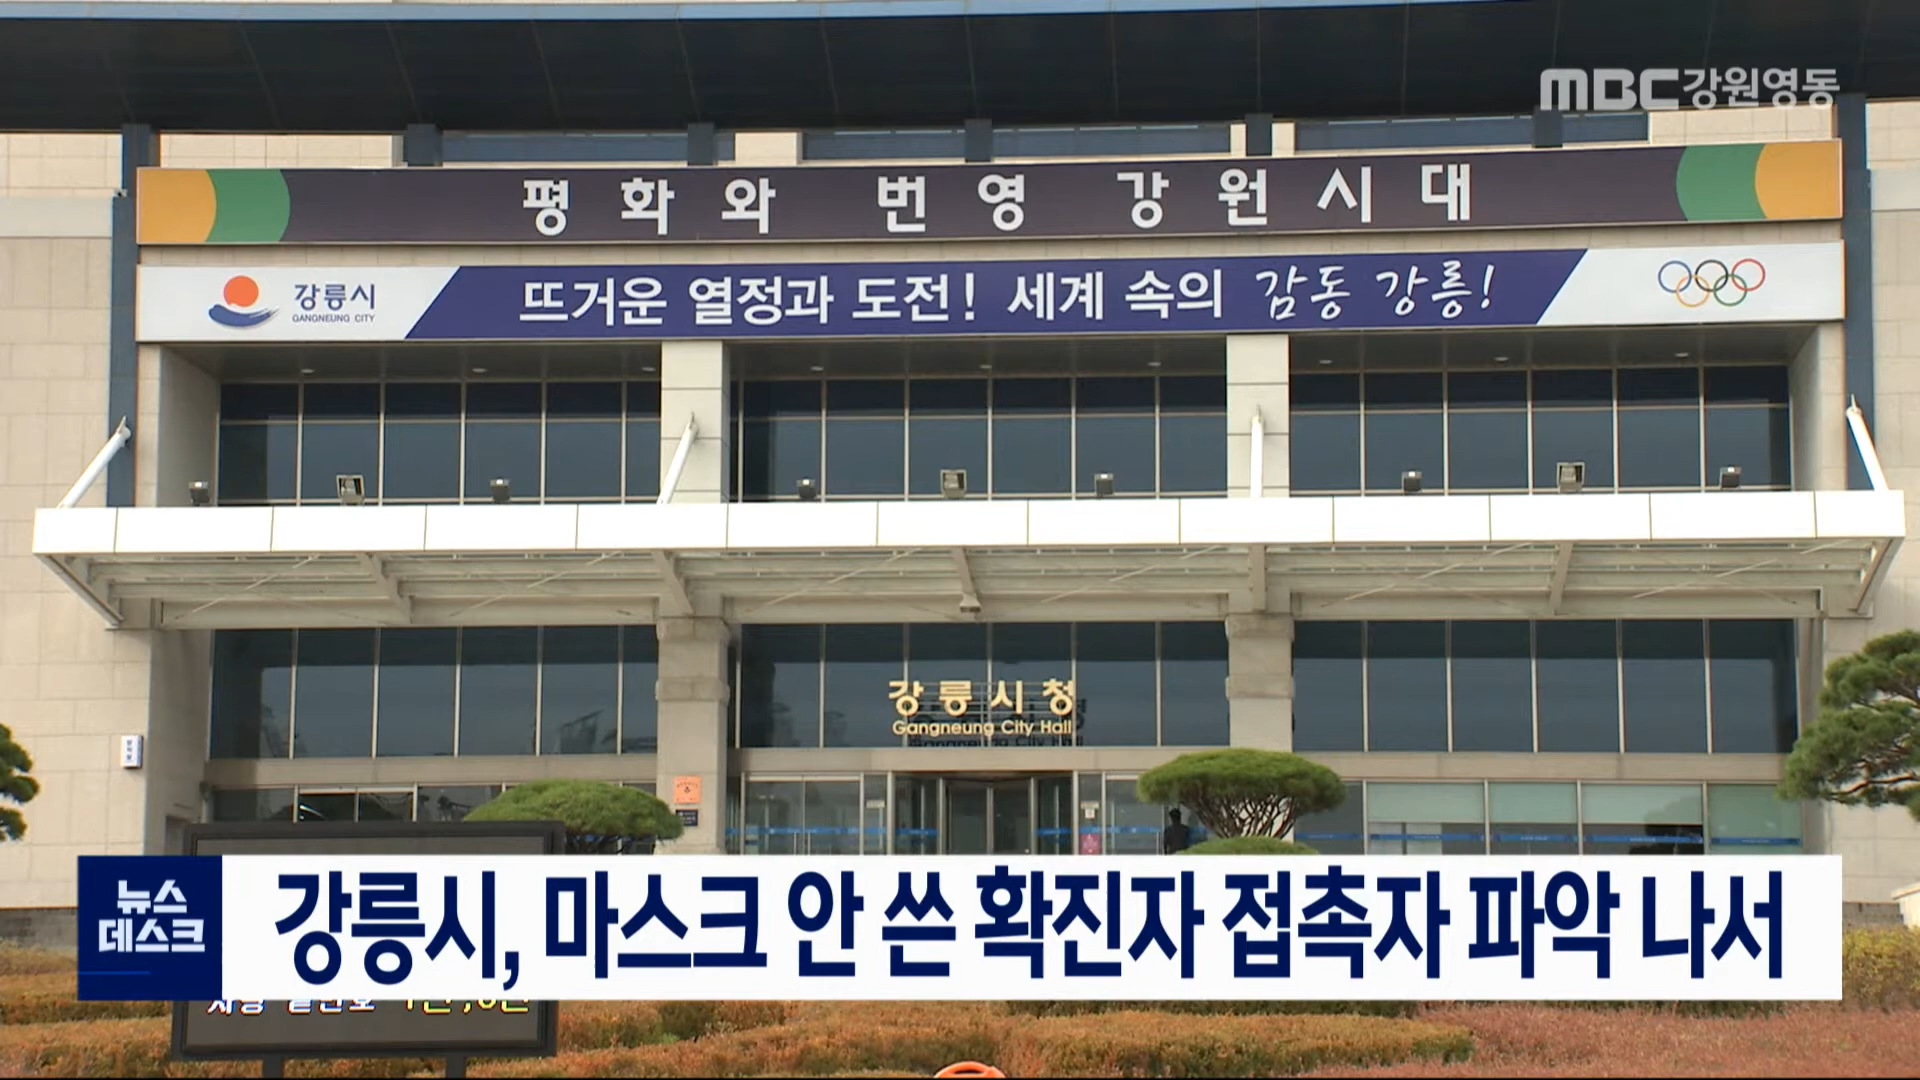 MBC강원영동
평화와 번영 강원시대
강릉시
GANGNEUNG CITY
뜨거운 열정과 도전! 세계 속의 감동 강릉!
강릉시청
Gangneung City Hall
뉴스
데스크
강릉시, 마스크 안 쓴 확진자 접촉자 파악 나서